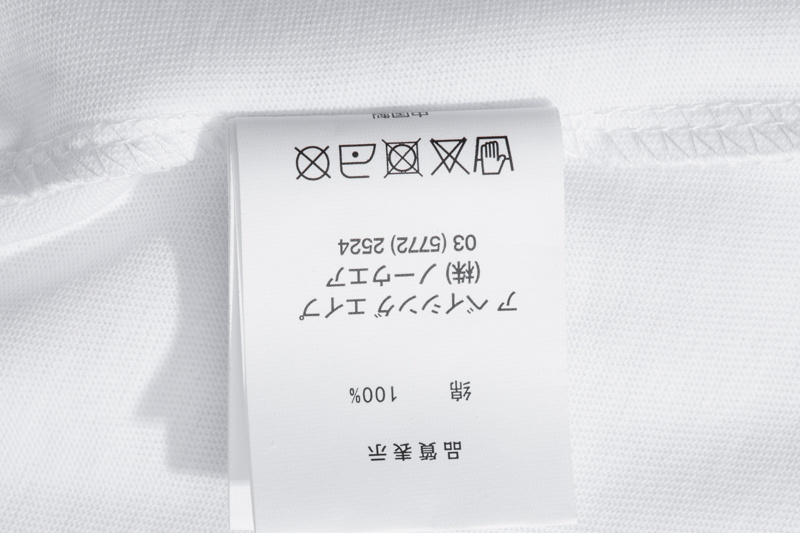 品質表示
綿 100%
アベイシングエイプ
(株) ノーウエア
03 (5772) 2524
中国製